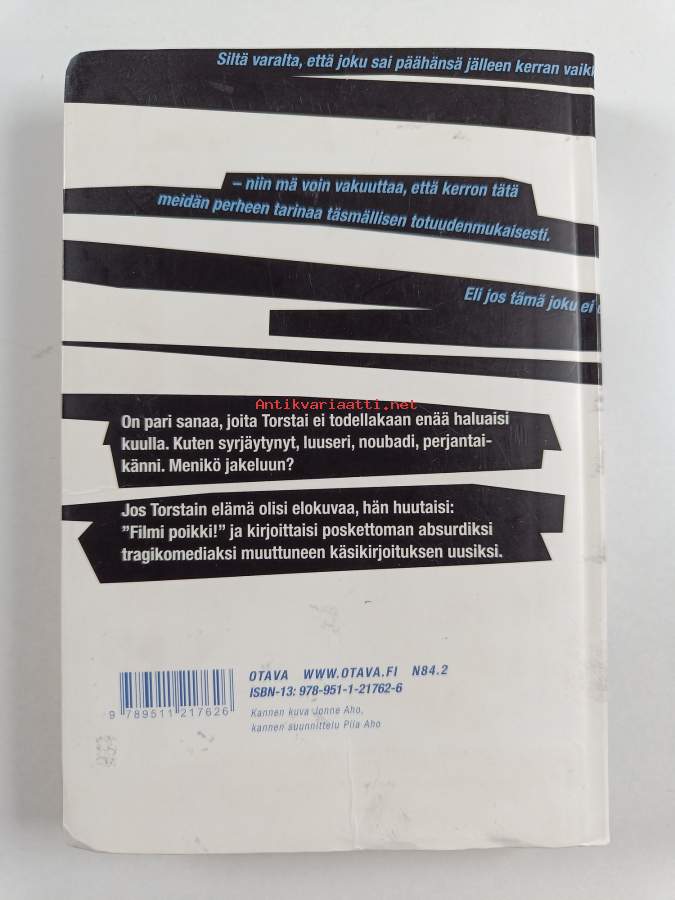 Siltä varalta, että joku sai päähänsä jälleen kerran
– niin mä voin vakuuttaa, että kerron tätä
meidän perheen tarinaa täsmällisen totuudenmukaisesti.
Eli jos tämä joku ei
Antikvariaatti.net
On pari sanaa, joita Torstai ei todellakaan enää haluaisi
kuulla. Kuten syrjäytynyt, luuseri, noubadi, perjantai-
känni. Menikö jakeluun?
Jos Torstain elämä olisi elokuvaa, hän huutaisi:
”Filmi poikki!” ja kirjoittaisi poskettoman absurdiksi
tragikomediaksi muuttuneen käsikirjoituksen uusiksi.
OTAVA WWW.OTAVA.FI N84.2
ISBN-13: 978-951-1-21762-6
Kannen kuva Jonne Aho,
kannen suunnittelu Piia Aho
9 789511 217626